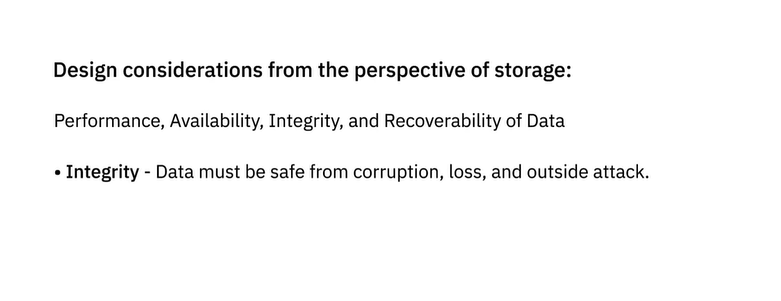 Design considerations from the perspective of storage:
Performance, Availability, Integrity, and Recoverability of Data
• Integrity - Data must be safe from corruption, loss, and outside attack.